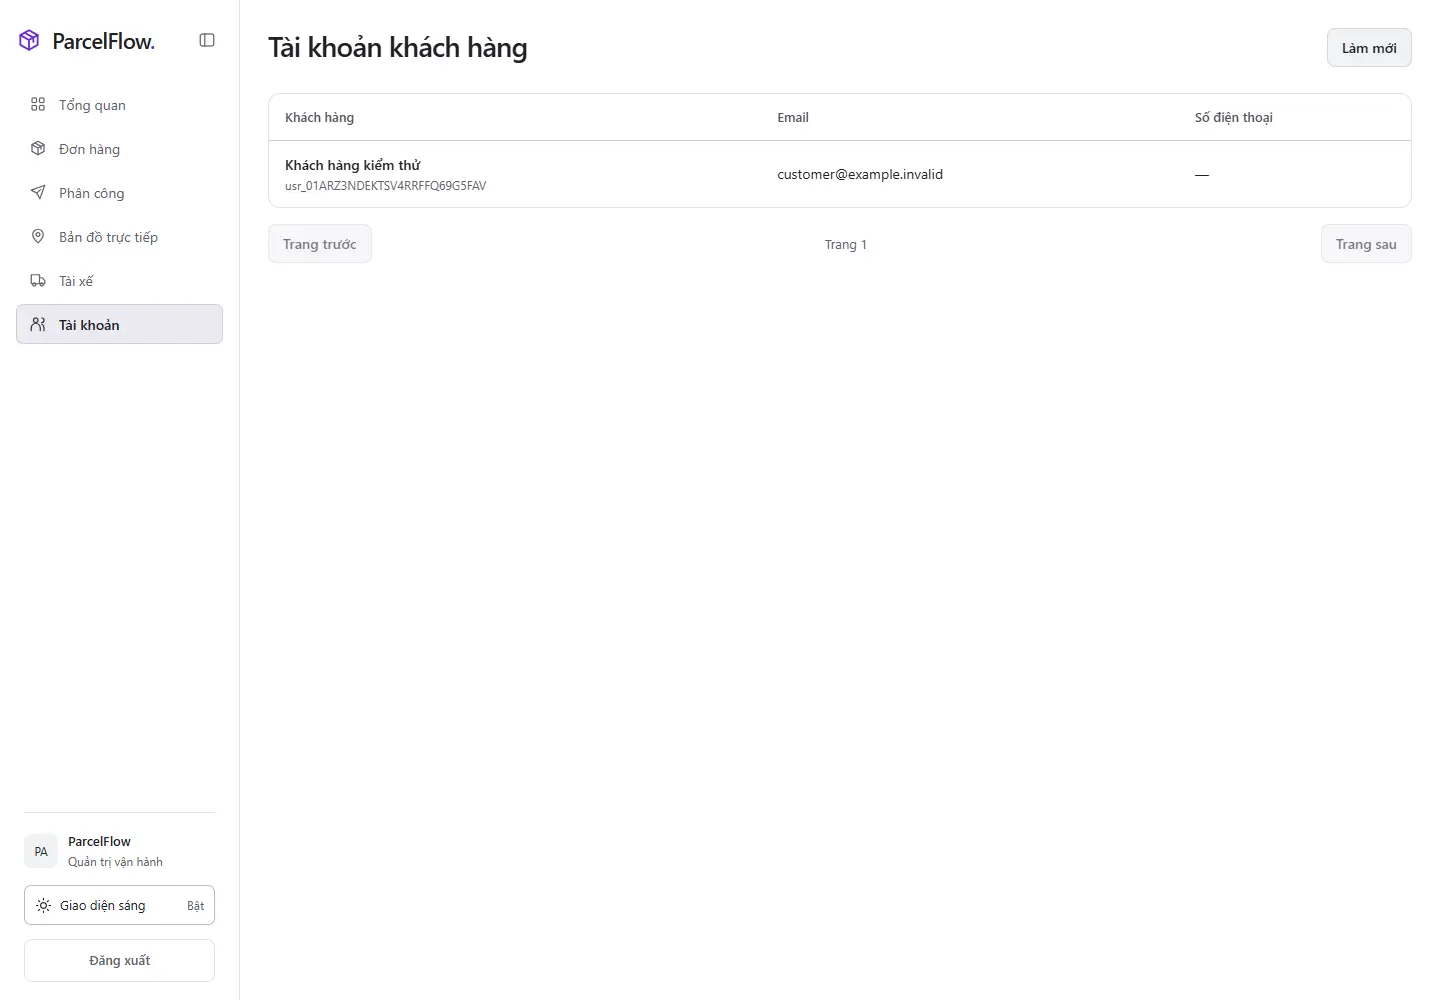 ParcelFlow.
Tổng quan
Đơn hàng
Phân công
Bản đồ trực tiếp
Tài xế
Tài khoản
ParcelFlow
PA
Quản trị vận hành
Giao diện sáng Bật
Đăng xuất
Tài khoản khách hàng
Làm mới
Khách hàng Email Số điện thoại
Khách hàng kiểm thử
usr_01ARZ3NDEKTSV4RRFFQ69G5FAV
customer@example.invalid —
Trang trước Trang 1 Trang sau